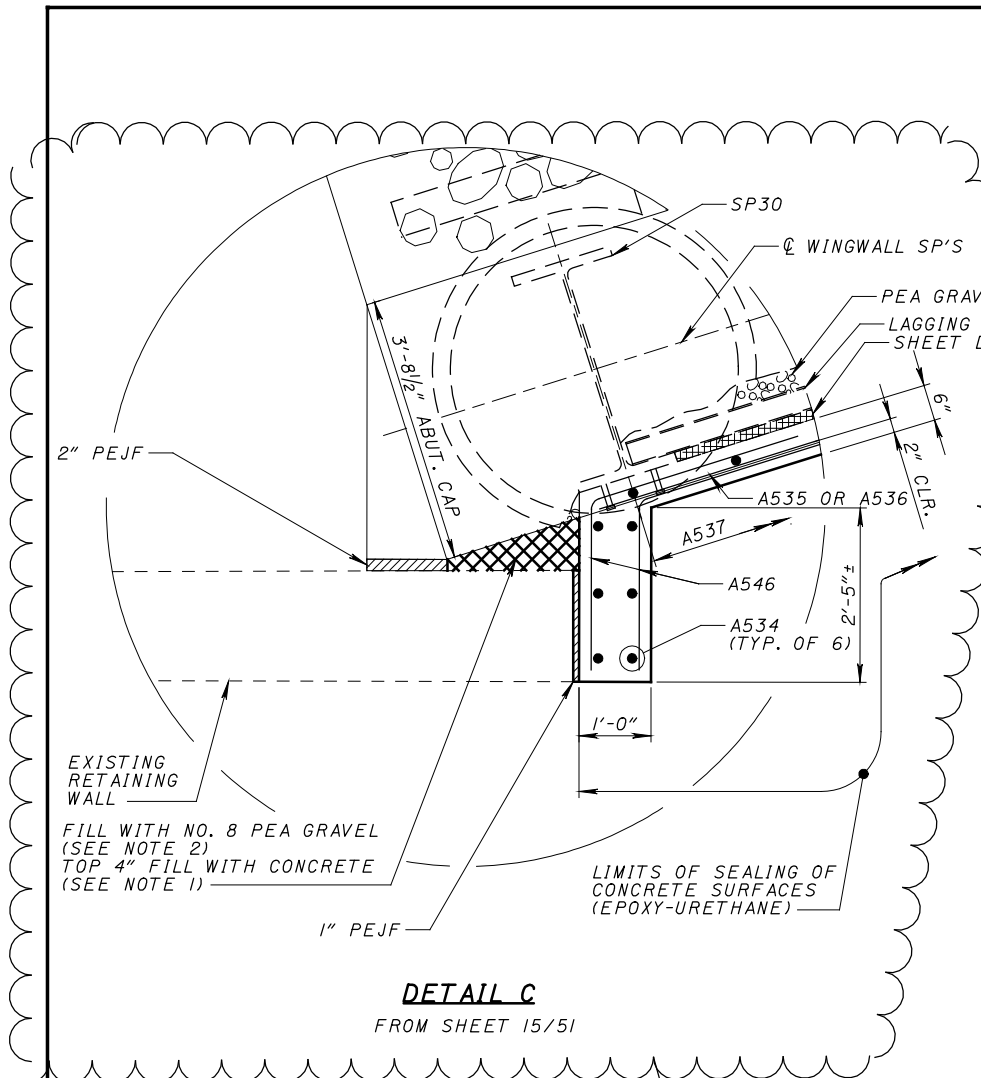 SP30
℄ WINGWALL SP'S
PEA GRAV
LAGGING
SHEET
6"
2" CLR.
3'-8½" ABUT. CAP
2" PEJF
A535 OR A536
A537
A546
2'-5"±
A534
(TYP. OF 6)
1'-0"
EXISTING
RETAINING
WALL
FILL WITH NO. 8 PEA GRAVEL
(SEE NOTE 2)
TOP 4" FILL WITH CONCRETE
(SEE NOTE 1)
1" PEJF
LIMITS OF SEALING OF
CONCRETE SURFACES
(EPOXY-URETHANE)
DETAIL C
FROM SHEET 15/51